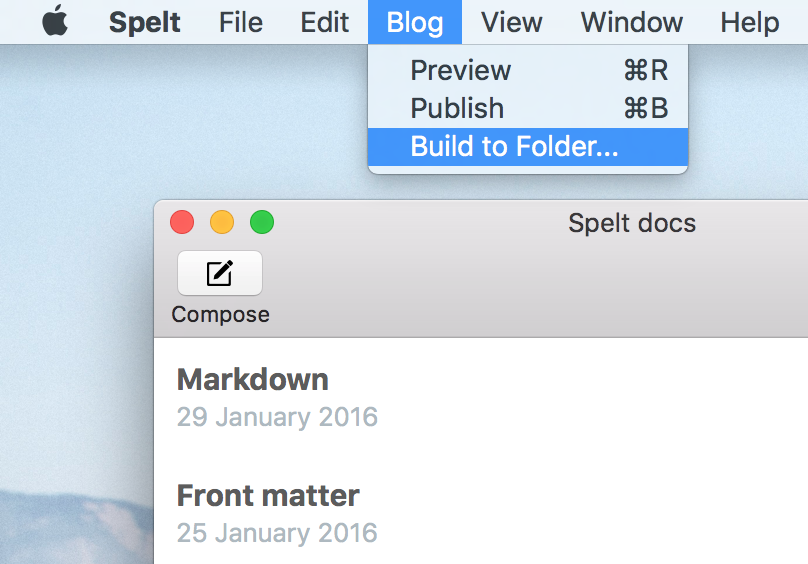 Spelt File Edit Blog View Window Help
Preview ⌘R
Publish ⌘B
Build to Folder...
Spelt docs
Compose
Markdown
29 January 2016
Front matter
25 January 2016